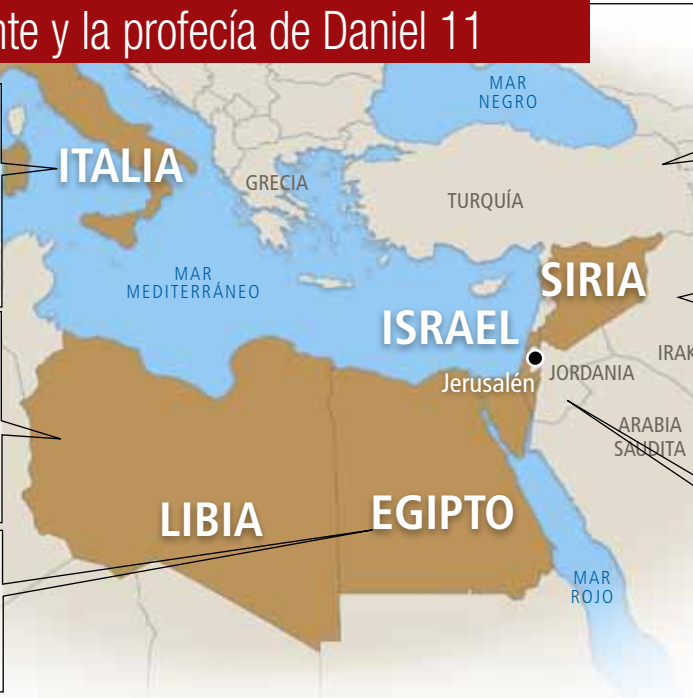 nte y la profecía de Daniel 11
MAR
NEGRO
ITALIA
GRECIA
TURQUÍA
MAR
MEDITERRÁNEO
SIRIA
ISRAEL
IRAK
Jerusalén
JORDANIA
ARABIA
SAUDITA
LIBIA
EGIPTO
MAR
ROJO